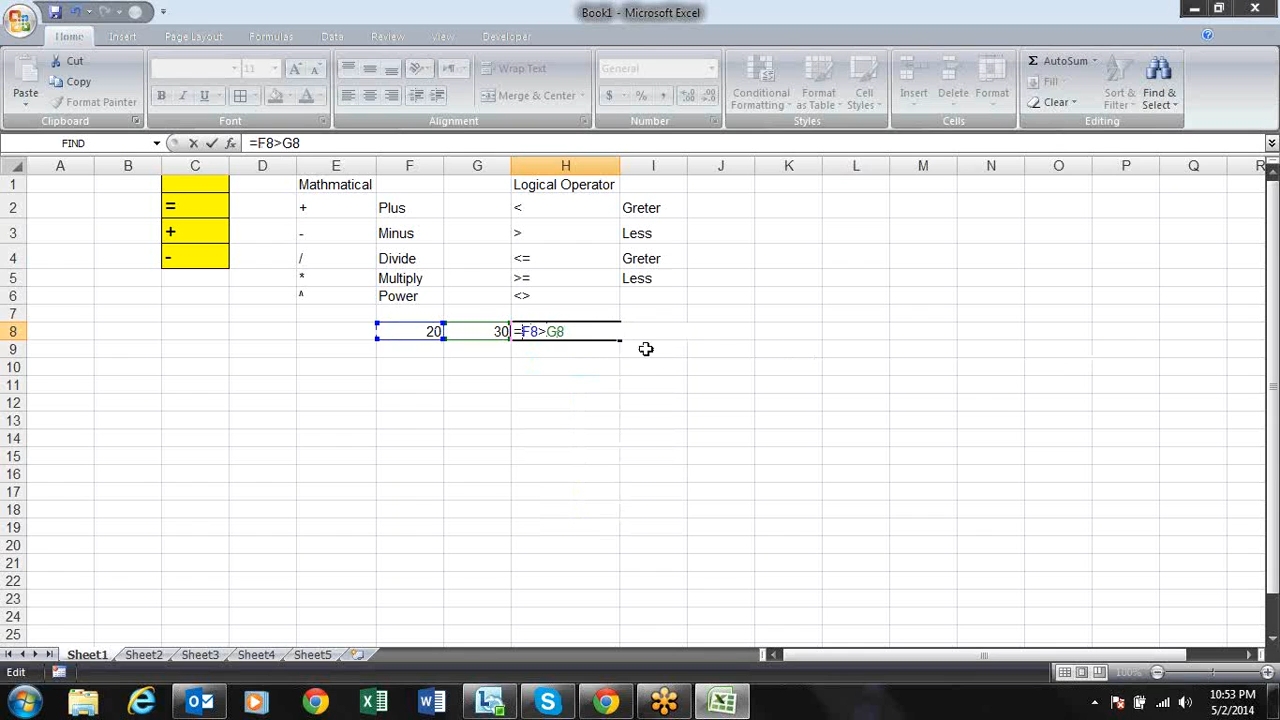 Book1 - Microsoft Excel
Home Insert Page Layout Formulas Data Review View Developer
Paste
Cut
Copy
Format Painter
Clipboard
11
B I U
Font
Wrap Text
Merge & Center
Alignment
General
$ % ,
Number
Conditional Formatting
Format as Table
Cell Styles
Styles
Insert
Delete
Format
Cells
Σ AutoSum
Fill
Clear
Sort & Filter
Find & Select
Editing
FIND fx =F8>G8
A B C D E F G H I J K L M N O P Q R
1 Mathmatical Logical Operator
2 = + Plus < Greter
3 + - Minus > Less
4 - / Divide <= Greter
5 * Multiply >= Less
6 ^ Power <>
7
8 20 30 =F8>G8
9
10
11
12
13
14
15
16
17
18
19
20
21
22
23
24
25
Sheet1 Sheet2 Sheet3 Sheet4 Sheet5
Edit 100%
10:53 PM
5/2/2014